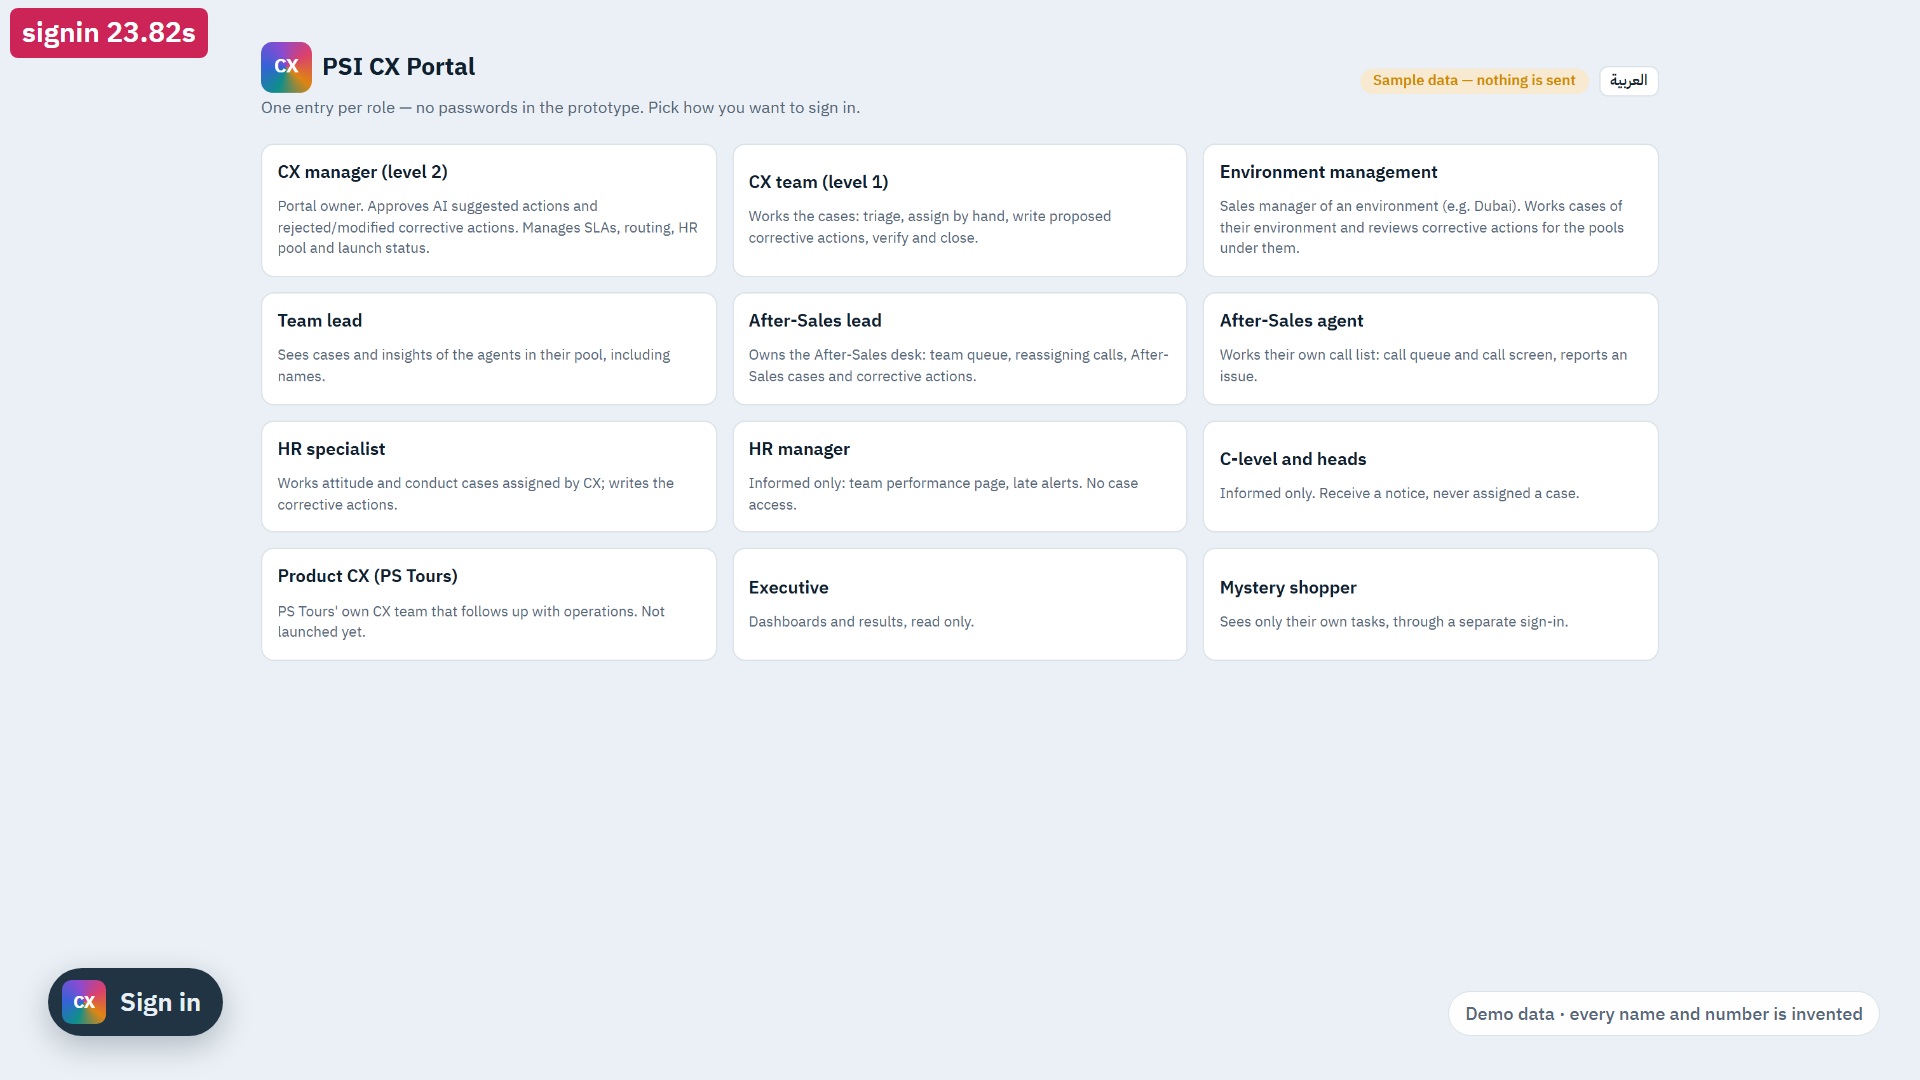 signin 23.82s
CX
PSI CX Portal
Sample data — nothing is sent
العربية
One entry per role — no passwords in the prototype. Pick how you want to sign in.
CX manager (level 2)
Portal owner. Approves AI suggested actions and
rejected/modified corrective actions. Manages SLAs, routing, HR
pool and launch status.
CX team (level 1)
Works the cases: triage, assign by hand, write proposed
corrective actions, verify and close.
Environment management
Sales manager of an environment (e.g. Dubai). Works cases of
their environment and reviews corrective actions for the pools
under them.
Team lead
Sees cases and insights of the agents in their pool, including
names.
After-Sales lead
Owns the After-Sales desk: team queue, reassigning calls, After-
Sales cases and corrective actions.
After-Sales agent
Works their own call list: call queue and call screen, reports an
issue.
HR specialist
Works attitude and conduct cases assigned by CX; writes the
corrective actions.
HR manager
Informed only: team performance page, late alerts. No case
access.
C-level and heads
Informed only. Receive a notice, never assigned a case.
Product CX (PS Tours)
PS Tours' own CX team that follows up with operations. Not
launched yet.
Executive
Dashboards and results, read only.
Mystery shopper
Sees only their own tasks, through a separate sign-in.
CX
Sign in
Demo data · every name and number is invented